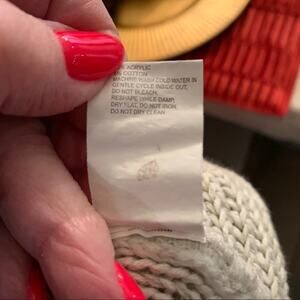 % ACRYLIC
% COTTON
MACHINE WASH COLD WATER IN
GENTLE CYCLE INSIDE OUT,
DO NOT BLEACH,
RESHAPE WHILE DAMP,
DRY FLAT, DO NOT IRON,
DO NOT DRY CLEAN